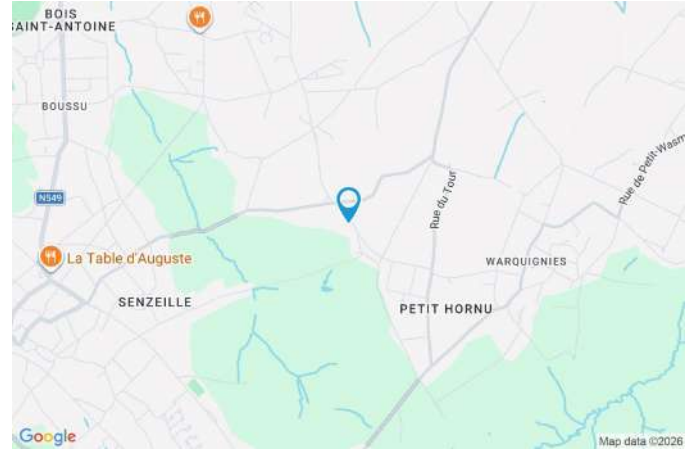 BOIS
SAINT-ANTOINE
BOUSSU
N549
La Table d'Auguste
SENZEILLE
Rue du Tour
Rue de Petit-Wasm
WARQUIGNIES
PETIT HORNU
Google
Map data ©2026